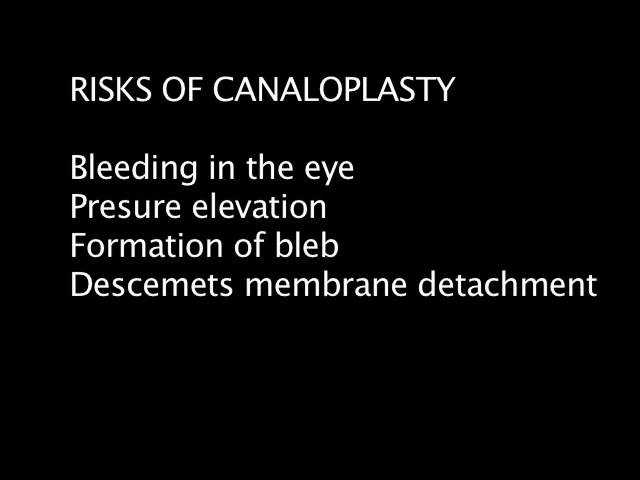 RISKS OF CANALOPLASTY
Bleeding in the eye
Presure elevation
Formation of bleb
Descemets membrane detachment